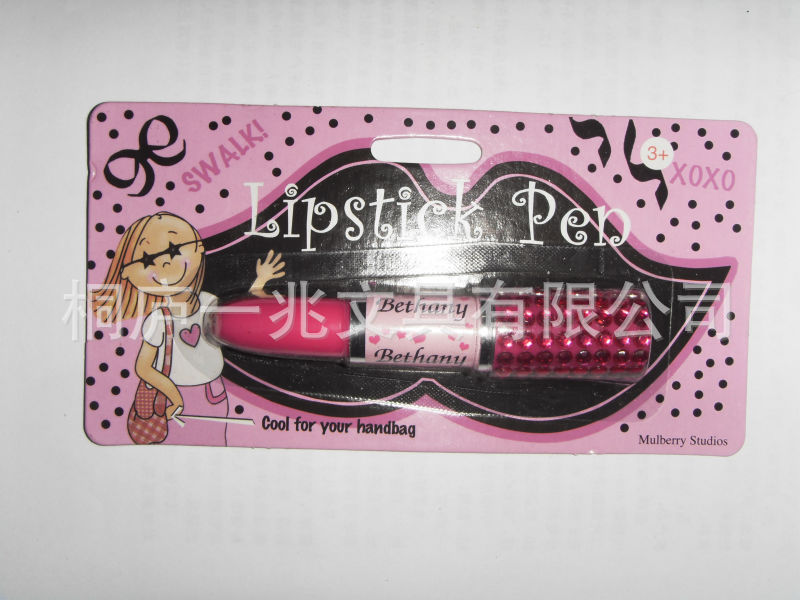 SWALK!
3+
XOXO
Lipstick Pen
桐庐一兆文具有限公司
Bethany
Bethany
Cool for your handbag
Mulberry Studios